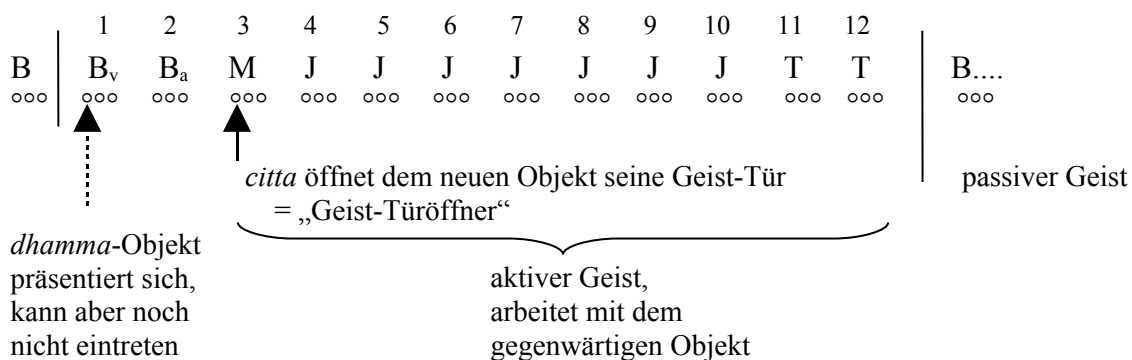 1 2 3 4 5 6 7 8 9 10 11 12
B Bv Ba M J J J J J J J T T B....
°°° °°° °°° °°° °°° °°° °°° °°° °°° °°° °°° °°° °°° °°°
citta öffnet dem neuen Objekt seine Geist-Tür passiver Geist
= „Geist-Türöffner“
dhamma-Objekt
präsentiert sich,
kann aber noch
nicht eintreten
aktiver Geist,
arbeitet mit dem
gegenwärtigen Objekt